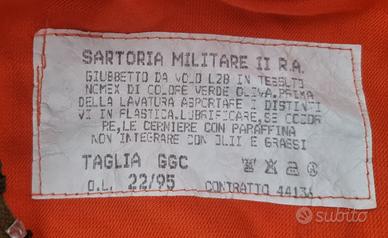 SARTORIA MILITARE II R.A.
GIUBBETTO DA VOLO L2B IN TESSUTO
NOMEX DI COLORE VERDE OLIVA.PRIMA
DELLA LAVATURA ASPORTARE I DISTINTI
VI IN PLASTICA.LUBRIFICARE,SE OCCOR
RE,LE CERNIERE CON PARAFFINA
NON INTEGRARE CON OLII E GRASSI
TAGLIA GGC
O.L. 22/95
CONTRATTO 44136
subito